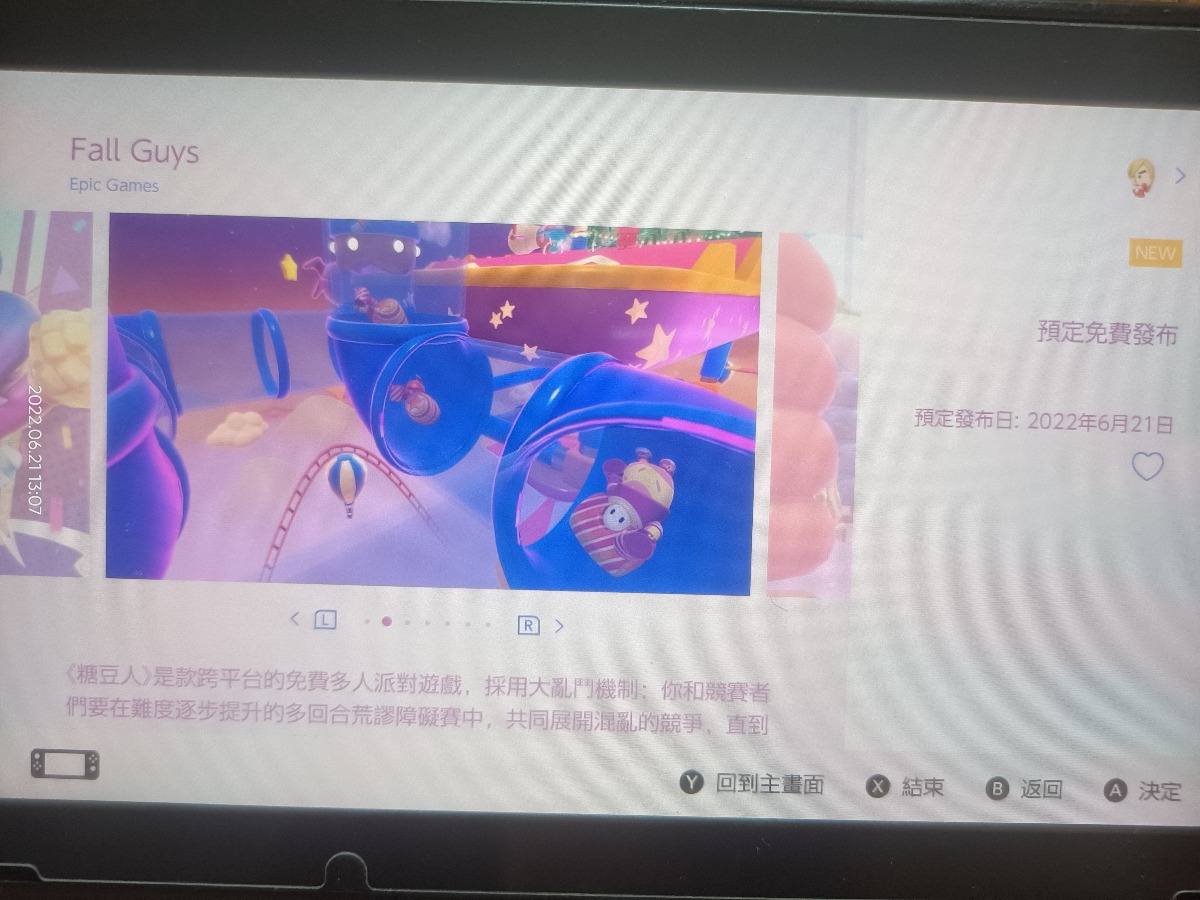 Fall Guys
Epic Games
NEW
預定免費發布
預定發布日: 2022年6月21日
2022.06.21 13:07
L
R
《糖豆人》是款跨平台的免費多人派對遊戲，採用大亂鬥機制：你和競賽者
們要在難度逐步提升的多回合荒謬障礙賽中，共同展開混亂的競爭，直到
Y 回到主畫面 X 結束 B 返回 A 決定